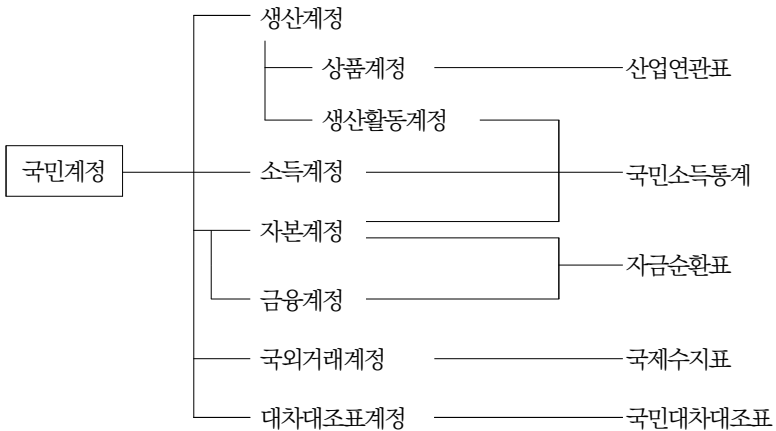 생산계정
상품계정 산업연관표
생산활동계정
국민계정 소득계정 국민소득통계
자본계정
자금순환표
금융계정
국외거래계정 국제수지표
대차대조표계정 국민대차대조표